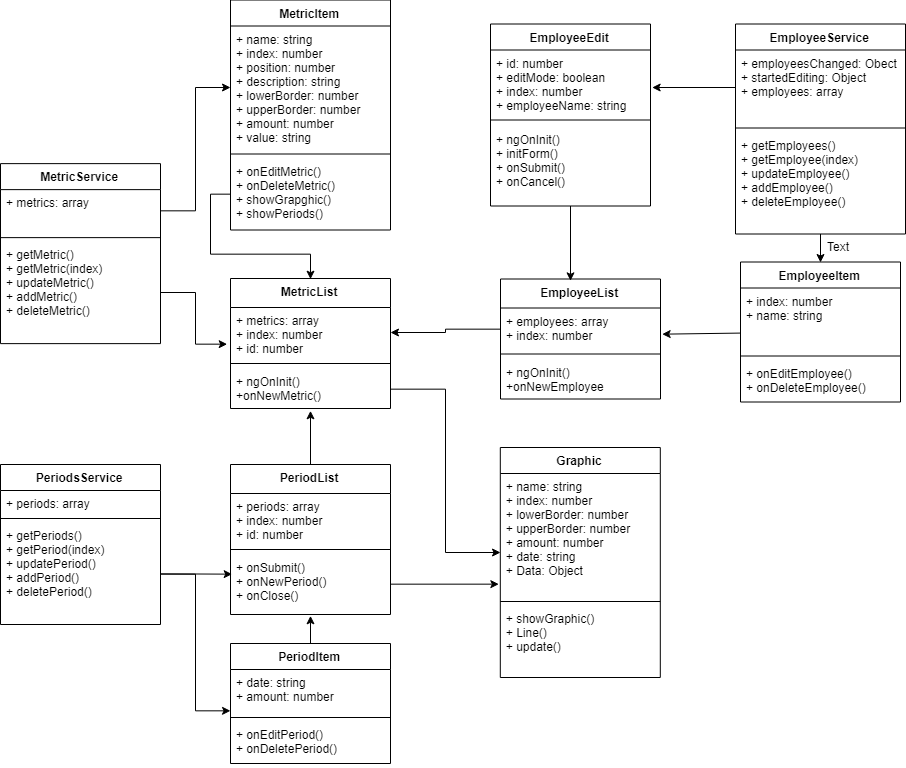 MetricItem
+ name: string
+ index: number
+ position: number
+ description: string
+ lowerBorder: number
+ upperBorder: number
+ amount: number
+ value: string
+ onEditMetric()
+ onDeleteMetric()
+ showGrapghic()
+ showPeriods()
EmployeeEdit
+ id: number
+ editMode: boolean
+ index: number
+ employeeName: string
+ ngOnInit()
+ initForm()
+ onSubmit()
+ onCancel()
EmployeeService
+ employeesChanged: Obect
+ startedEditing: Object
+ employees: array
+ getEmployees()
+ getEmployee(index)
+ updateEmployee()
+ addEmployee()
+ deleteEmployee()
Text
MetricService
+ metrics: array
+ getMetric()
+ getMetric(index)
+ updateMetric()
+ addMetric()
+ deleteMetric()
MetricList
+ metrics: array
+ index: number
+ id: number
+ ngOnInit()
+onNewMetric()
EmployeeList
+ employees: array
+ index: number
+ ngOnInit()
+onNewEmployee
EmployeeItem
+ index: number
+ name: string
+ onEditEmployee()
+ onDeleteEmployee()
PeriodsService
+ periods: array
+ getPeriods()
+ getPeriod(index)
+ updatePeriod()
+ addPeriod()
+ deletePeriod()
PeriodList
+ periods: array
+ index: number
+ id: number
+ onSubmit()
+ onNewPeriod()
+ onClose()
Graphic
+ name: string
+ index: number
+ lowerBorder: number
+ upperBorder: number
+ amount: number
+ date: string
+ Data: Object
+ showGraphic()
+ Line()
+ update()
PeriodItem
+ date: string
+ amount: number
+ onEditPeriod()
+ onDeletePeriod()